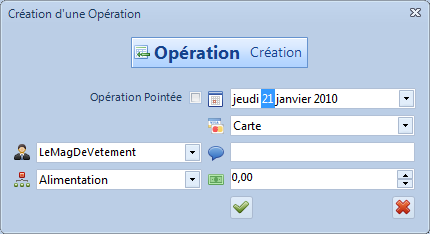 Création d'une Opération
Opération Création
Opération Pointée
jeudi 21 janvier 2010
Carte
LeMagDeVetement
Alimentation
0,00